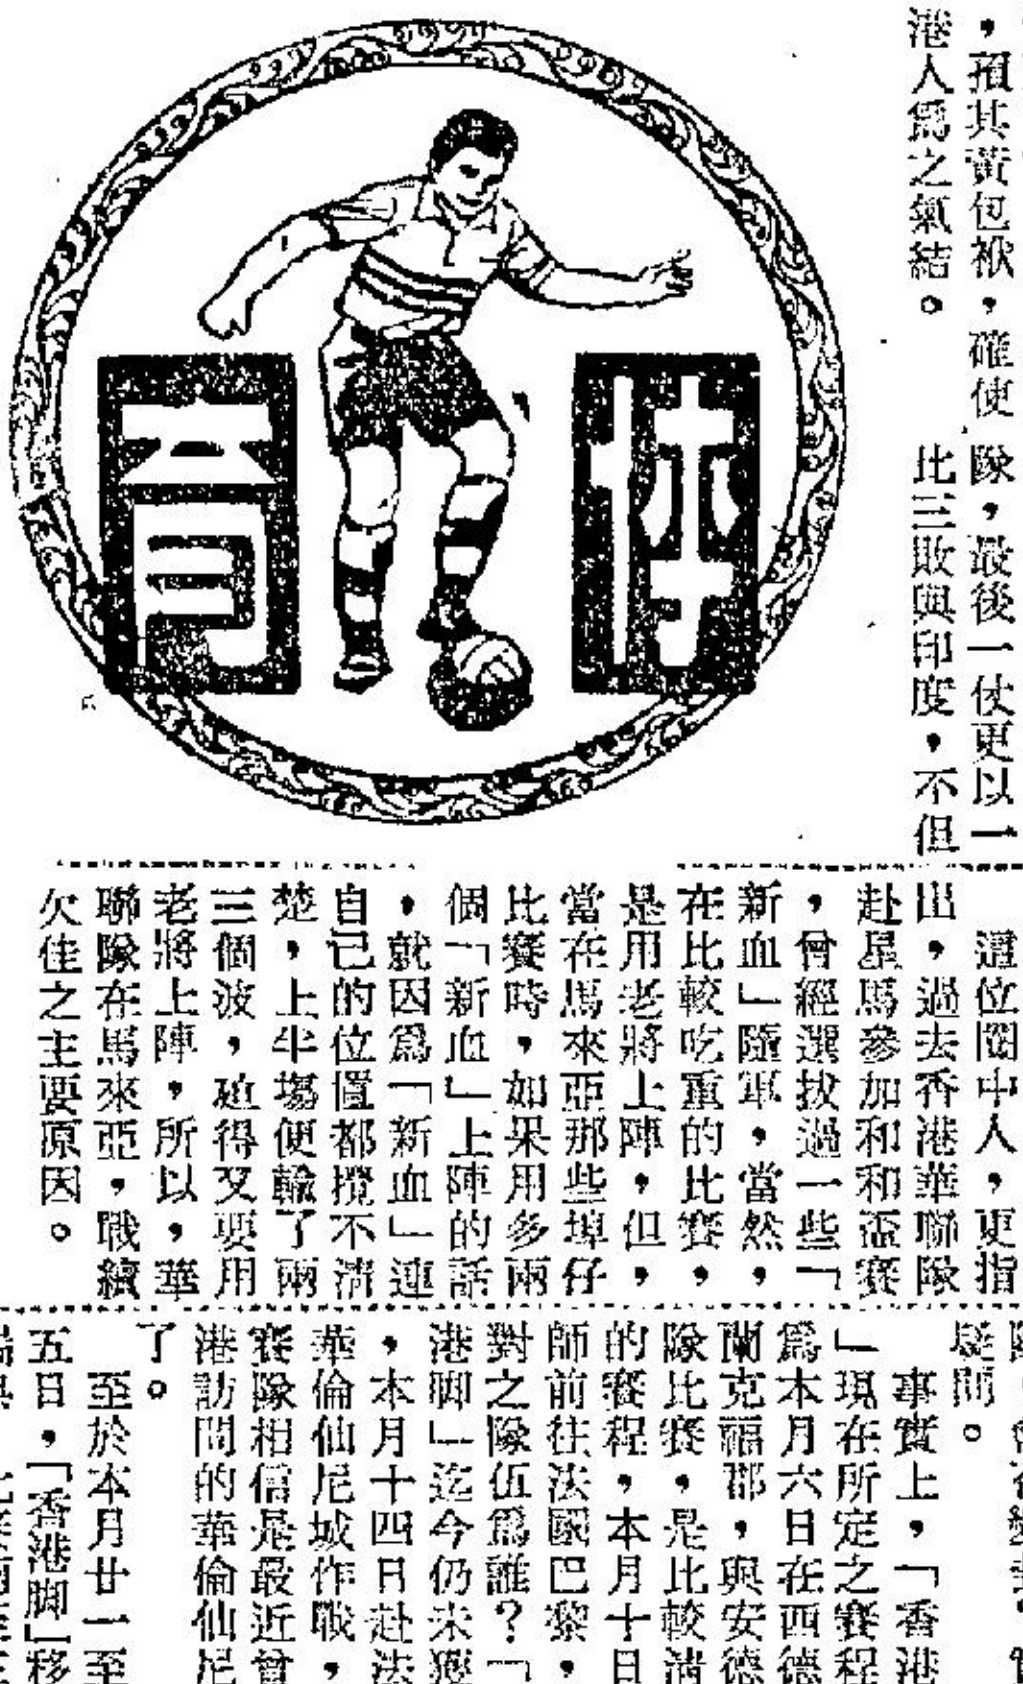 ，預其黃包袱，確使
港人爲之氣結。
体育
隊，最後一仗更以一
比三敗與印度，不但
這位圈中人，更指
出，過去香港華聯隊
赴星馬參加和和盃賽
，曾經選拔過一些「
新血」隨軍，當然，
在比較吃重的比賽，
是用老將上陣，但，
當在馬來亞那些埠仔
比賽時，如果用多兩
個「新血」上陣的話
，就因爲「新血」連
自己的位置都攪不清
楚，上半場便輸了兩
三個波，廹得又要用
老將上陣，所以，華
聯隊在馬來亞，戰績
欠佳之主要原因。
疑問。
事實上，「香港
」現在所定之賽程
爲本月六日在西德
蘭克福郡，與安德
隊比賽，是比較清
的賽程，本月十日
師前往法國巴黎，
對之隊伍爲誰？「
港脚」迄今仍未獲
，本月十四日赴法
華倫仙尼城作戰，
賽隊相信是最近曾
港訪問的華倫仙尼
了。
至於本月廿一至
五日，「香港脚」移